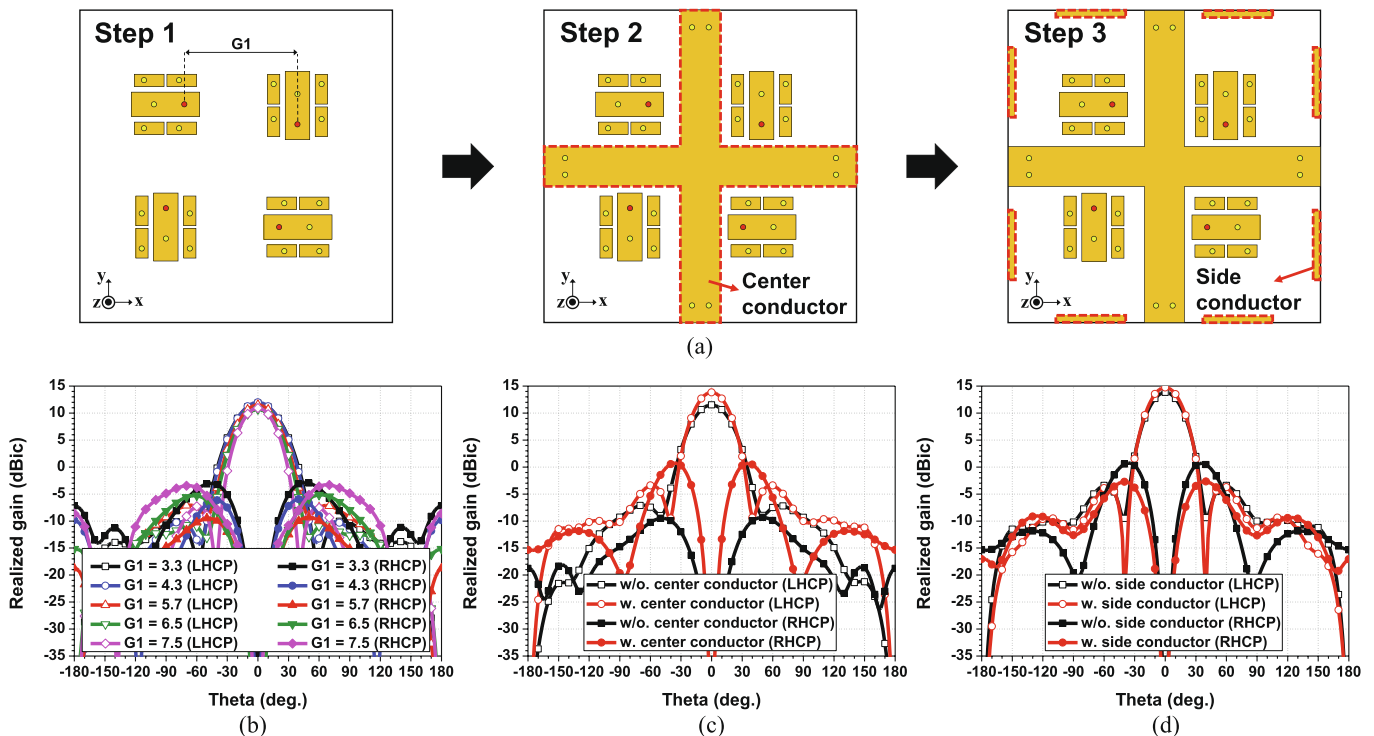 Step 1
G1
y
z
x
Step 2
Center
conductor
y
z
x
Step 3
Side
conductor
y
z
x
(a)
Realized gain (dBic)
15
10
5
0
-5
-10
-15
-20
-25
-30
-35
G1 = 3.3 (LHCP)
G1 = 4.3 (LHCP)
G1 = 5.7 (LHCP)
G1 = 6.5 (LHCP)
G1 = 7.5 (LHCP)
G1 = 3.3 (RHCP)
G1 = 4.3 (RHCP)
G1 = 5.7 (RHCP)
G1 = 6.5 (RHCP)
G1 = 7.5 (RHCP)
-180 -150 -120 -90 -60 -30 0 30 60 90 120 150 180
Theta (deg.)
(b)
Realized gain (dBic)
15
10
5
0
-5
-10
-15
-20
-25
-30
-35
w/o. center conductor (LHCP)
w. center conductor (LHCP)
w/o. center conductor (RHCP)
w. center conductor (RHCP)
-180 -150 -120 -90 -60 -30 0 30 60 90 120 150 180
Theta (deg.)
(c)
Realized gain (dBic)
15
10
5
0
-5
-10
-15
-20
-25
-30
-35
w/o. side conductor (LHCP)
w. side conductor (LHCP)
w/o. side conductor (RHCP)
w. side conductor (RHCP)
-180 -150 -120 -90 -60 -30 0 30 60 90 120 150 180
Theta (deg.)
(d)